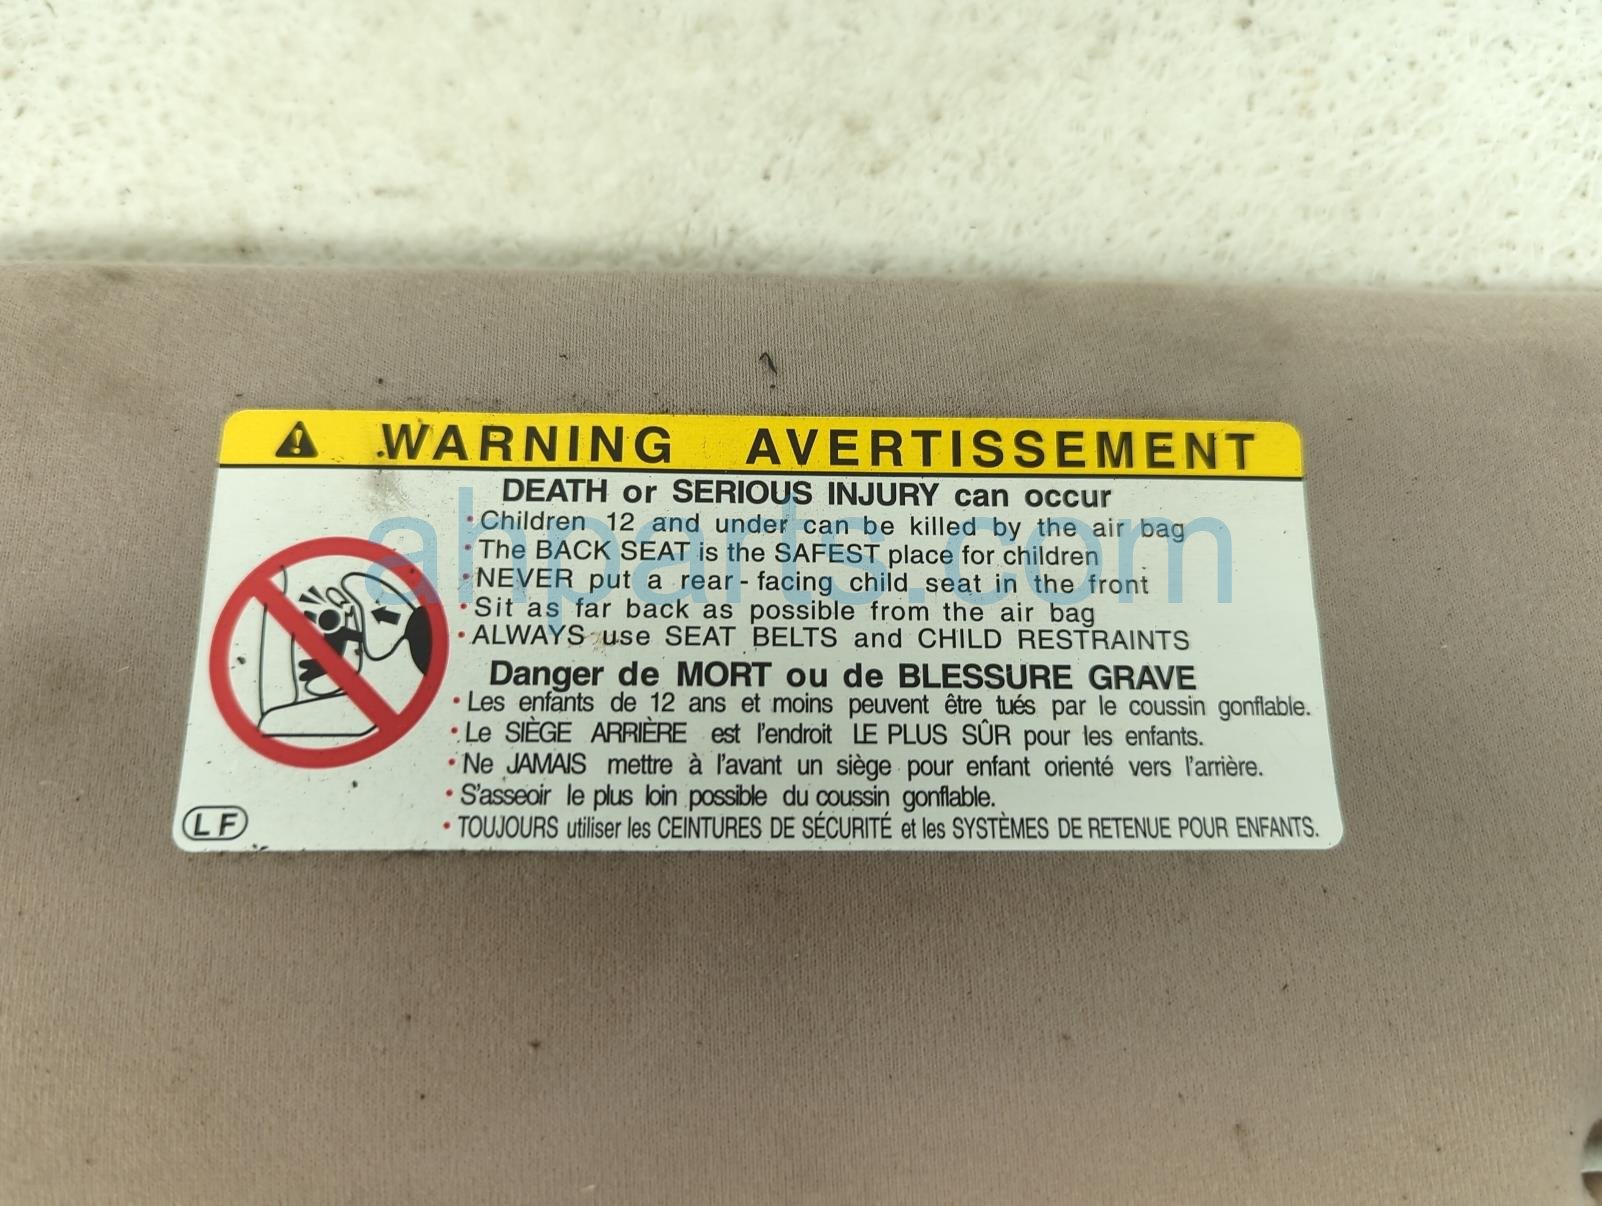 WARNING AVERTISSEMENT
DEATH or SERIOUS INJURY can occur
• Children 12 and under can be killed by the air bag
• The BACK SEAT is the SAFEST place for children
• NEVER put a rear-facing child seat in the front
• Sit as far back as possible from the air bag
• ALWAYS use SEAT BELTS and CHILD RESTRAINTS
Danger de MORT ou de BLESSURE GRAVE
• Les enfants de 12 ans et moins peuvent être tués par le coussin gonflable.
• Le SIÈGE ARRIÈRE est l'endroit LE PLUS SÛR pour les enfants.
• Ne JAMAIS mettre à l'avant un siège pour enfant orienté vers l'arrière.
• S'asseoir le plus loin possible du coussin gonflable.
• TOUJOURS utiliser les CEINTURES DE SÉCURITÉ et les SYSTÈMES DE RETENUE POUR ENFANTS.
LF
ahparts.com